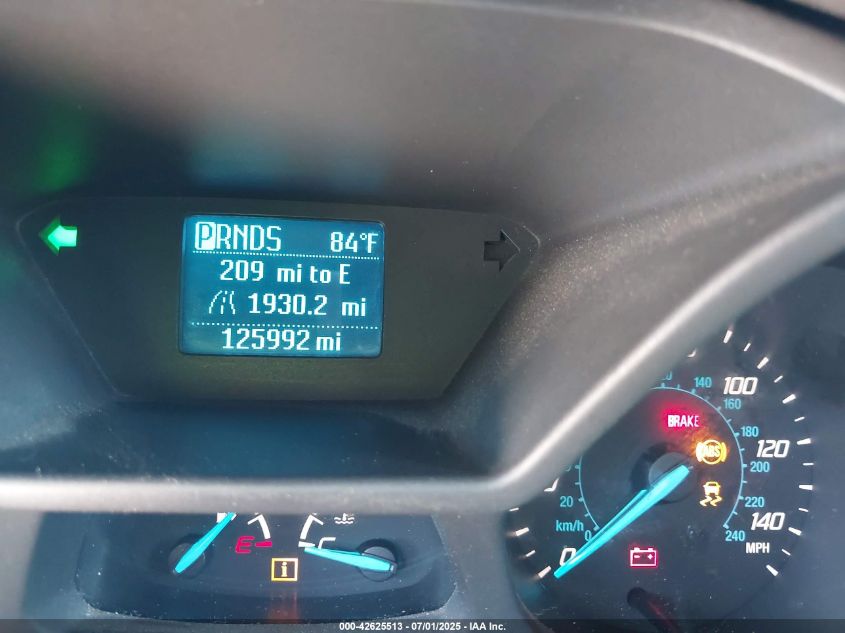 PRNDS 84°F
209 mi to E
1930.2 mi
125992 mi
140 100
160
BRAKE
180 120
ABS
200
20
220
km/h 140
0 240 MPH
0
E C
i
000-42625513 - 07/01/2025 - IAA Inc.